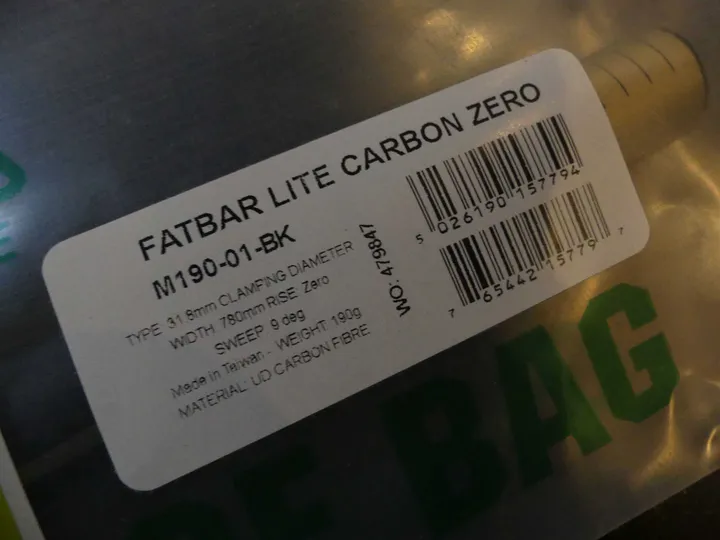 FATBAR LITE CARBON ZERO
M190-01-BK
TYPE 31.8mm CLAMPING DIAMETER
WIDTH 780mm RISE Zero
SWEEP 9 deg
Made in Taiwan - WEIGHT 190g
MATERIAL: UD CARBON FIBRE
WO: 479847
5 026190 157794
7 65442 15779 7
BAG